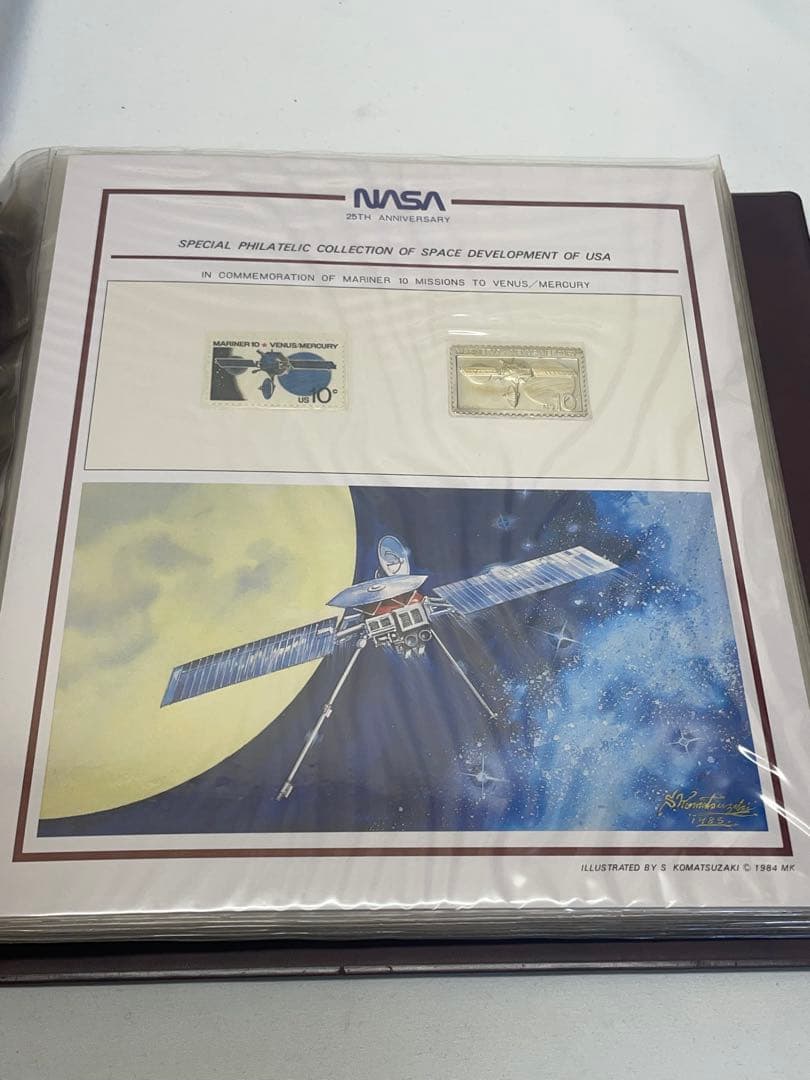 NASA
25TH ANNIVERSARY
SPECIAL PHILATELIC COLLECTION OF SPACE DEVELOPMENT OF USA
IN COMMEMORATION OF MARINER 10 MISSIONS TO VENUS/MERCURY
MARINER 10 ★ VENUS/MERCURY
US 10c
10
S Komatsuzaki
1985
ILLUSTRATED BY S KOMATSUZAKI © 1984 MK